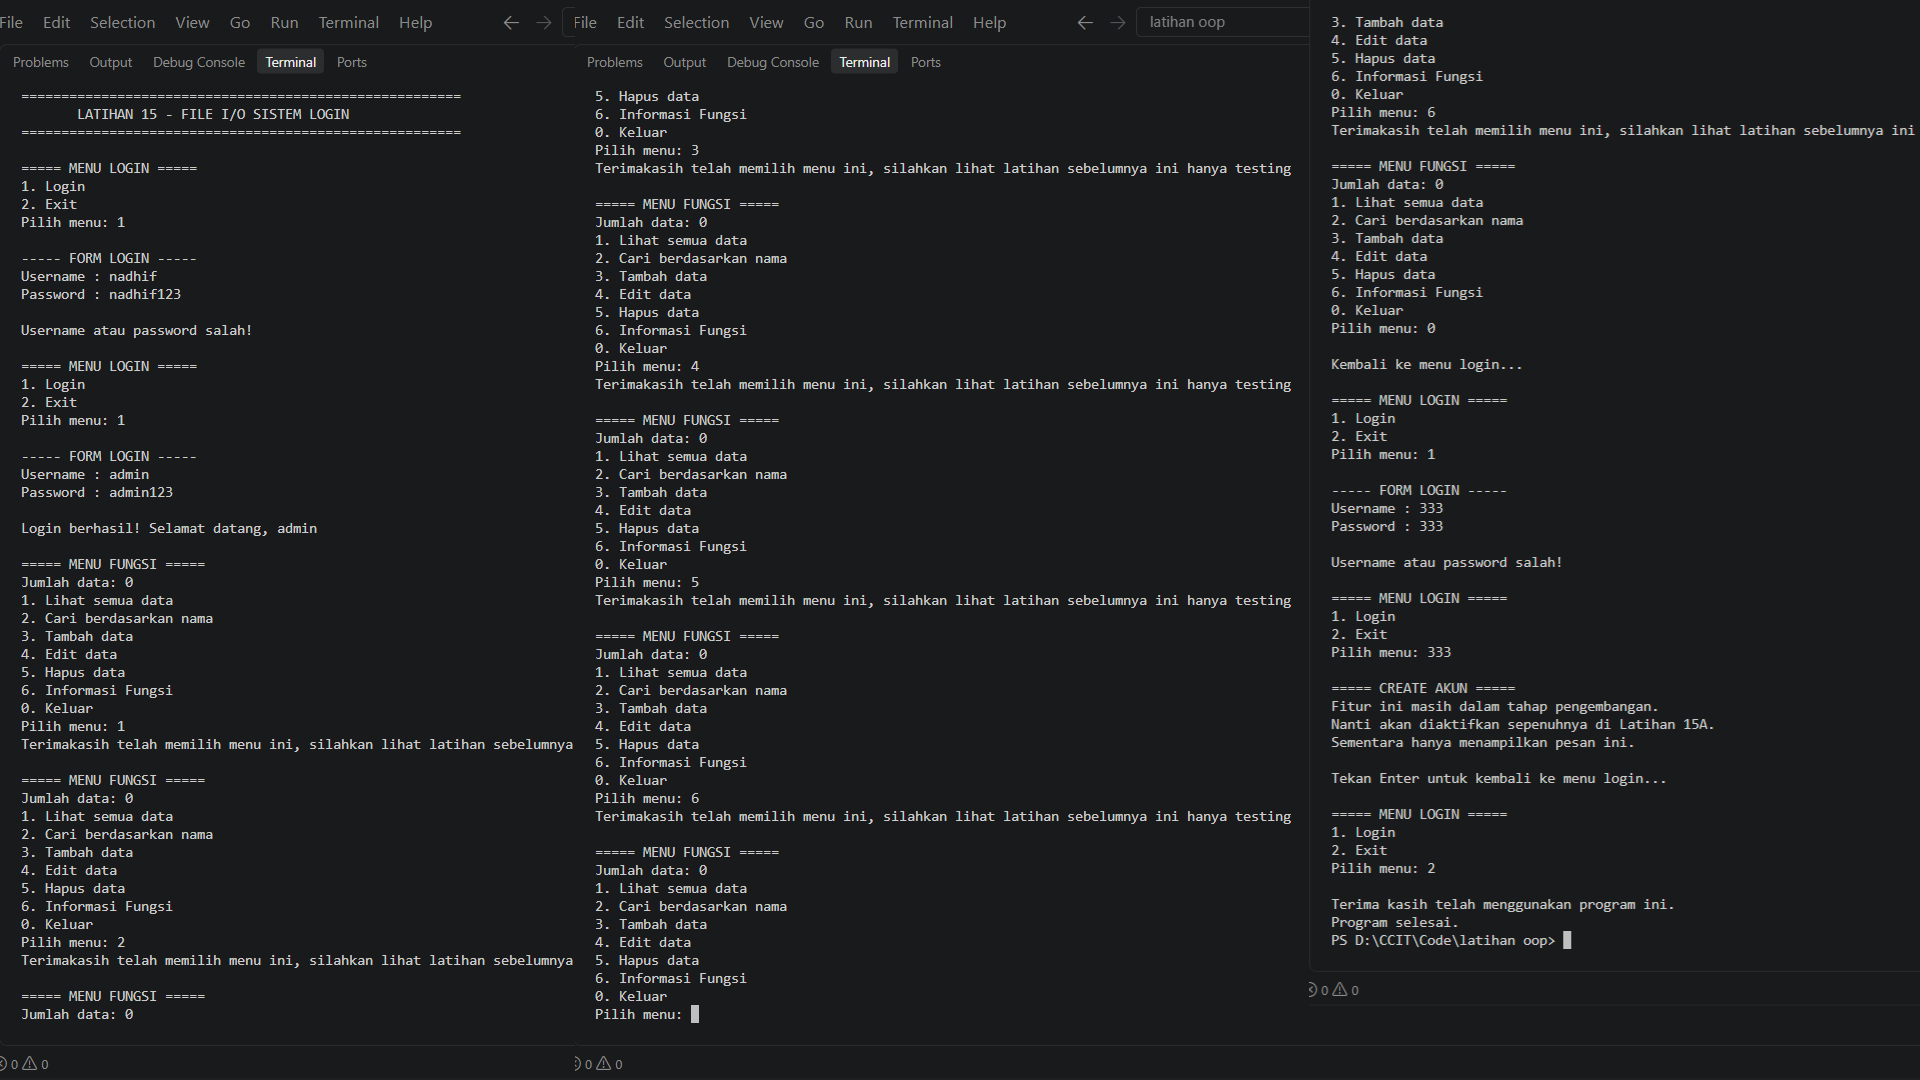 File Edit Selection View Go Run Terminal Help
Problems Output Debug Console Terminal Ports
=======================================================
LATIHAN 15 - FILE I/O SISTEM LOGIN
=======================================================
===== MENU LOGIN =====
1. Login
2. Exit
Pilih menu: 1
----- FORM LOGIN -----
Username : nadhif
Password : nadhif123
Username atau password salah!
===== MENU LOGIN =====
1. Login
2. Exit
Pilih menu: 1
----- FORM LOGIN -----
Username : admin
Password : admin123
Login berhasil! Selamat datang, admin
===== MENU FUNGSI =====
Jumlah data: 0
1. Lihat semua data
2. Cari berdasarkan nama
3. Tambah data
4. Edit data
5. Hapus data
6. Informasi Fungsi
0. Keluar
Pilih menu: 1
Terimakasih telah memilih menu ini, silahkan lihat latihan sebelumnya
===== MENU FUNGSI =====
Jumlah data: 0
1. Lihat semua data
2. Cari berdasarkan nama
3. Tambah data
4. Edit data
5. Hapus data
6. Informasi Fungsi
0. Keluar
Pilih menu: 2
Terimakasih telah memilih menu ini, silahkan lihat latihan sebelumnya
===== MENU FUNGSI =====
Jumlah data: 0
0 0
File Edit Selection View Go Run Terminal Help latihan oop
Problems Output Debug Console Terminal Ports
5. Hapus data
6. Informasi Fungsi
0. Keluar
Pilih menu: 3
Terimakasih telah memilih menu ini, silahkan lihat latihan sebelumnya ini hanya testing
===== MENU FUNGSI =====
Jumlah data: 0
1. Lihat semua data
2. Cari berdasarkan nama
3. Tambah data
4. Edit data
5. Hapus data
6. Informasi Fungsi
0. Keluar
Pilih menu: 4
Terimakasih telah memilih menu ini, silahkan lihat latihan sebelumnya ini hanya testing
===== MENU FUNGSI =====
Jumlah data: 0
1. Lihat semua data
2. Cari berdasarkan nama
3. Tambah data
4. Edit data
5. Hapus data
6. Informasi Fungsi
0. Keluar
Pilih menu: 5
Terimakasih telah memilih menu ini, silahkan lihat latihan sebelumnya ini hanya testing
===== MENU FUNGSI =====
Jumlah data: 0
1. Lihat semua data
2. Cari berdasarkan nama
3. Tambah data
4. Edit data
5. Hapus data
6. Informasi Fungsi
0. Keluar
Pilih menu: 6
Terimakasih telah memilih menu ini, silahkan lihat latihan sebelumnya ini hanya testing
===== MENU FUNGSI =====
Jumlah data: 0
1. Lihat semua data
2. Cari berdasarkan nama
3. Tambah data
4. Edit data
5. Hapus data
6. Informasi Fungsi
0. Keluar
Pilih menu:
0 0
3. Tambah data
4. Edit data
5. Hapus data
6. Informasi Fungsi
0. Keluar
Pilih menu: 6
Terimakasih telah memilih menu ini, silahkan lihat latihan sebelumnya ini
===== MENU FUNGSI =====
Jumlah data: 0
1. Lihat semua data
2. Cari berdasarkan nama
3. Tambah data
4. Edit data
5. Hapus data
6. Informasi Fungsi
0. Keluar
Pilih menu: 0
Kembali ke menu login...
===== MENU LOGIN =====
1. Login
2. Exit
Pilih menu: 1
----- FORM LOGIN -----
Username : 333
Password : 333
Username atau password salah!
===== MENU LOGIN =====
1. Login
2. Exit
Pilih menu: 333
===== CREATE AKUN =====
Fitur ini masih dalam tahap pengembangan.
Nanti akan diaktifkan sepenuhnya di Latihan 15A.
Sementara hanya menampilkan pesan ini.
Tekan Enter untuk kembali ke menu login...
===== MENU LOGIN =====
1. Login
2. Exit
Pilih menu: 2
Terima kasih telah menggunakan program ini.
Program selesai.
PS D:\CCIT\Code\latihan oop>
0 0